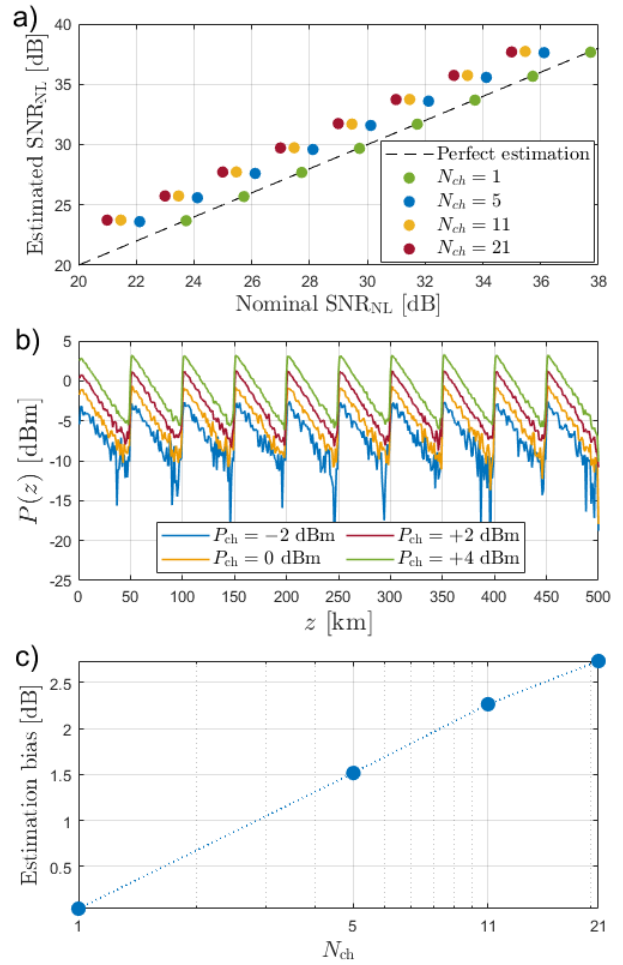 a)
40
35
30
25
20
Estimated SNR_NL [dB]
Perfect estimation
N_ch = 1
N_ch = 5
N_ch = 11
N_ch = 21
20 22 24 26 28 30 32 34 36 38
Nominal SNR_NL [dB]
b)
5
0
-5
-10
-15
-20
-25
P(z) [dBm]
P_ch = −2 dBm P_ch = +2 dBm
P_ch = 0 dBm P_ch = +4 dBm
0 50 100 150 200 250 300 350 400 450 500
z [km]
c)
2.5
2
1.5
1
0.5
Estimation bias [dB]
1 5 11 21
N_ch